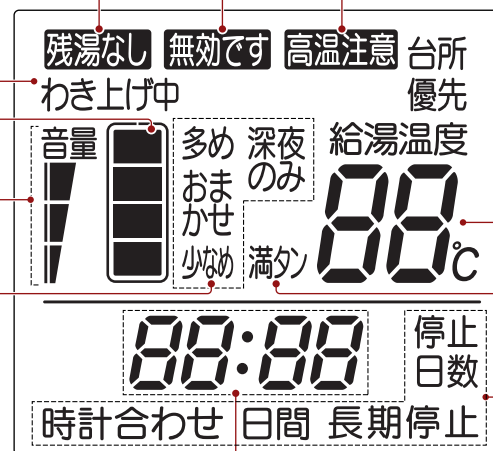 残湯なし 無効です 高温注意 台所
わき上げ中 優先
音量 多め 深夜 給湯温度
おま のみ 88℃
かせ
少なめ 満タン
88:88 停止
日数
時計合わせ 日間 長期停止